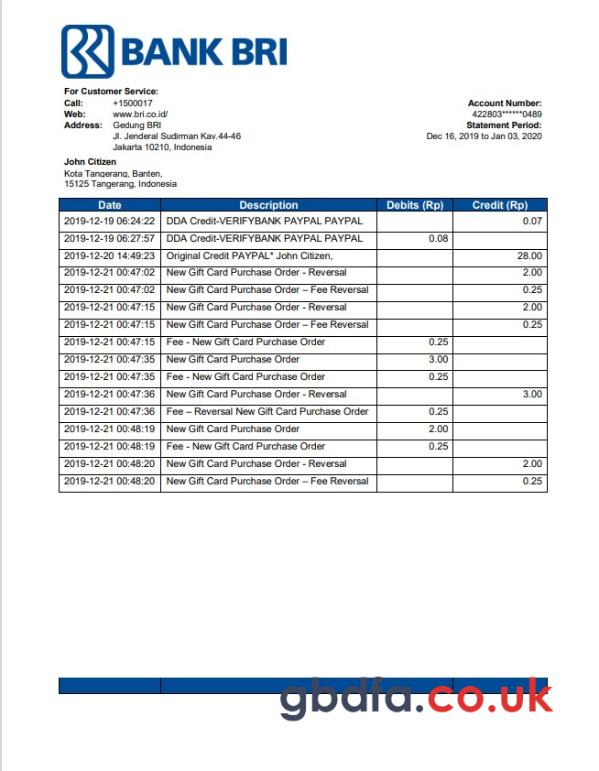 BANK BRI
For Customer Service:
Call: +1500017
Web: www.bri.co.id/
Address: Gedung BRI
Jl. Jenderal Sudirman Kav.44-46
Jakarta 10210, Indonesia
Account Number:
422803******0489
Statement Period:
Dec 16, 2019 to Jan 03, 2020
John Citizen
Kota Tangerang, Banten,
15125 Tangerang, Indonesia
Date Description Debits (Rp) Credit (Rp)
2019-12-19 06:24:22 DDA Credit-VERIFYBANK PAYPAL PAYPAL 0.07
2019-12-19 06:27:57 DDA Credit-VERIFYBANK PAYPAL PAYPAL 0.08
2019-12-20 14:49:23 Original Credit PAYPAL* John Citizen, 28.00
2019-12-21 00:47:02 New Gift Card Purchase Order - Reversal 2.00
2019-12-21 00:47:02 New Gift Card Purchase Order – Fee Reversal 0.25
2019-12-21 00:47:15 New Gift Card Purchase Order - Reversal 2.00
2019-12-21 00:47:15 New Gift Card Purchase Order – Fee Reversal 0.25
2019-12-21 00:47:15 Fee - New Gift Card Purchase Order 0.25
2019-12-21 00:47:35 New Gift Card Purchase Order 3.00
2019-12-21 00:47:35 Fee - New Gift Card Purchase Order 0.25
2019-12-21 00:47:36 New Gift Card Purchase Order - Reversal 3.00
2019-12-21 00:47:36 Fee – Reversal New Gift Card Purchase Order 0.25
2019-12-21 00:48:19 New Gift Card Purchase Order 2.00
2019-12-21 00:48:19 Fee - New Gift Card Purchase Order 0.25
2019-12-21 00:48:20 New Gift Card Purchase Order - Reversal 2.00
2019-12-21 00:48:20 New Gift Card Purchase Order – Fee Reversal 0.25
gbdfa.co.uk